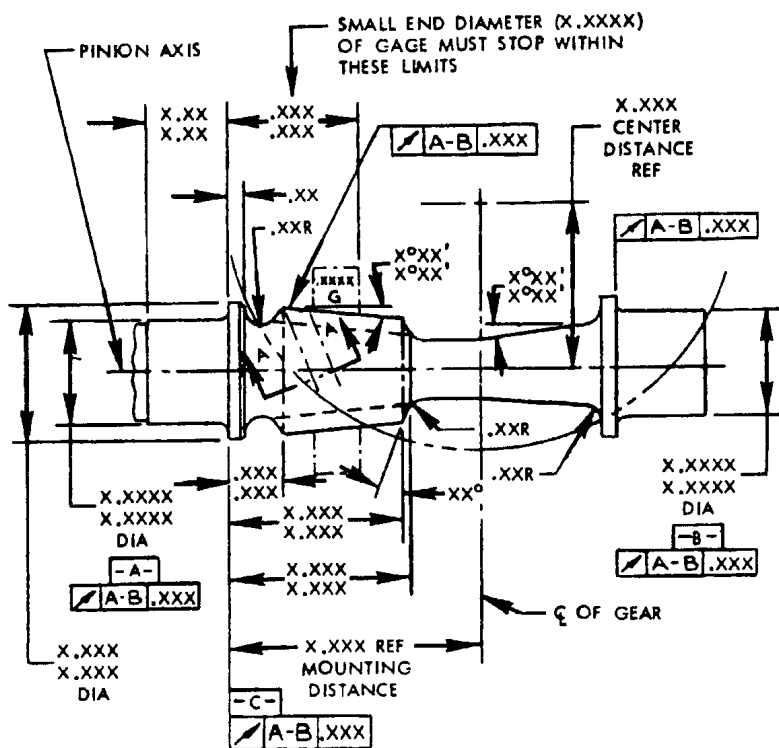 SMALL END DIAMETER (X.XXXX)
OF GAGE MUST STOP WITHIN
THESE LIMITS
PINION AXIS
X.XX
X.XX
.XXX
.XXX
A-B .XXX
X.XXX
CENTER
DISTANCE
REF
.XX
.XXR
X°XX'
X°XX'
.XXXX
G
X°XX'
X°XX'
A-B .XXX
A
A
.XXR
.XXR
.XXX
.XXX
XX°
X.XXXX
X.XXXX
DIA
-A-
A-B .XXX
X.XXX
X.XXX
X.XXX
X.XXX
X.XXXX
X.XXXX
DIA
-B-
A-B .XXX
℄ OF GEAR
X.XXX
X.XXX
DIA
X.XXX REF
MOUNTING
DISTANCE
-C-
A-B .XXX